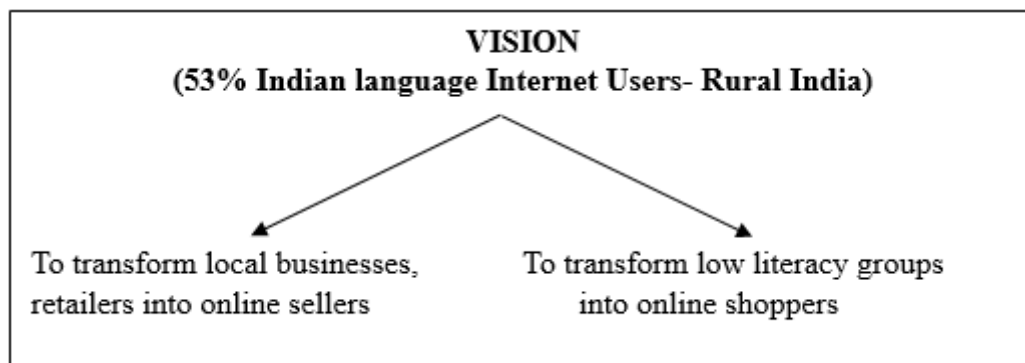 VISION
(53% Indian language Internet Users- Rural India)
To transform local businesses,
retailers into online sellers
To transform low literacy groups
into online shoppers